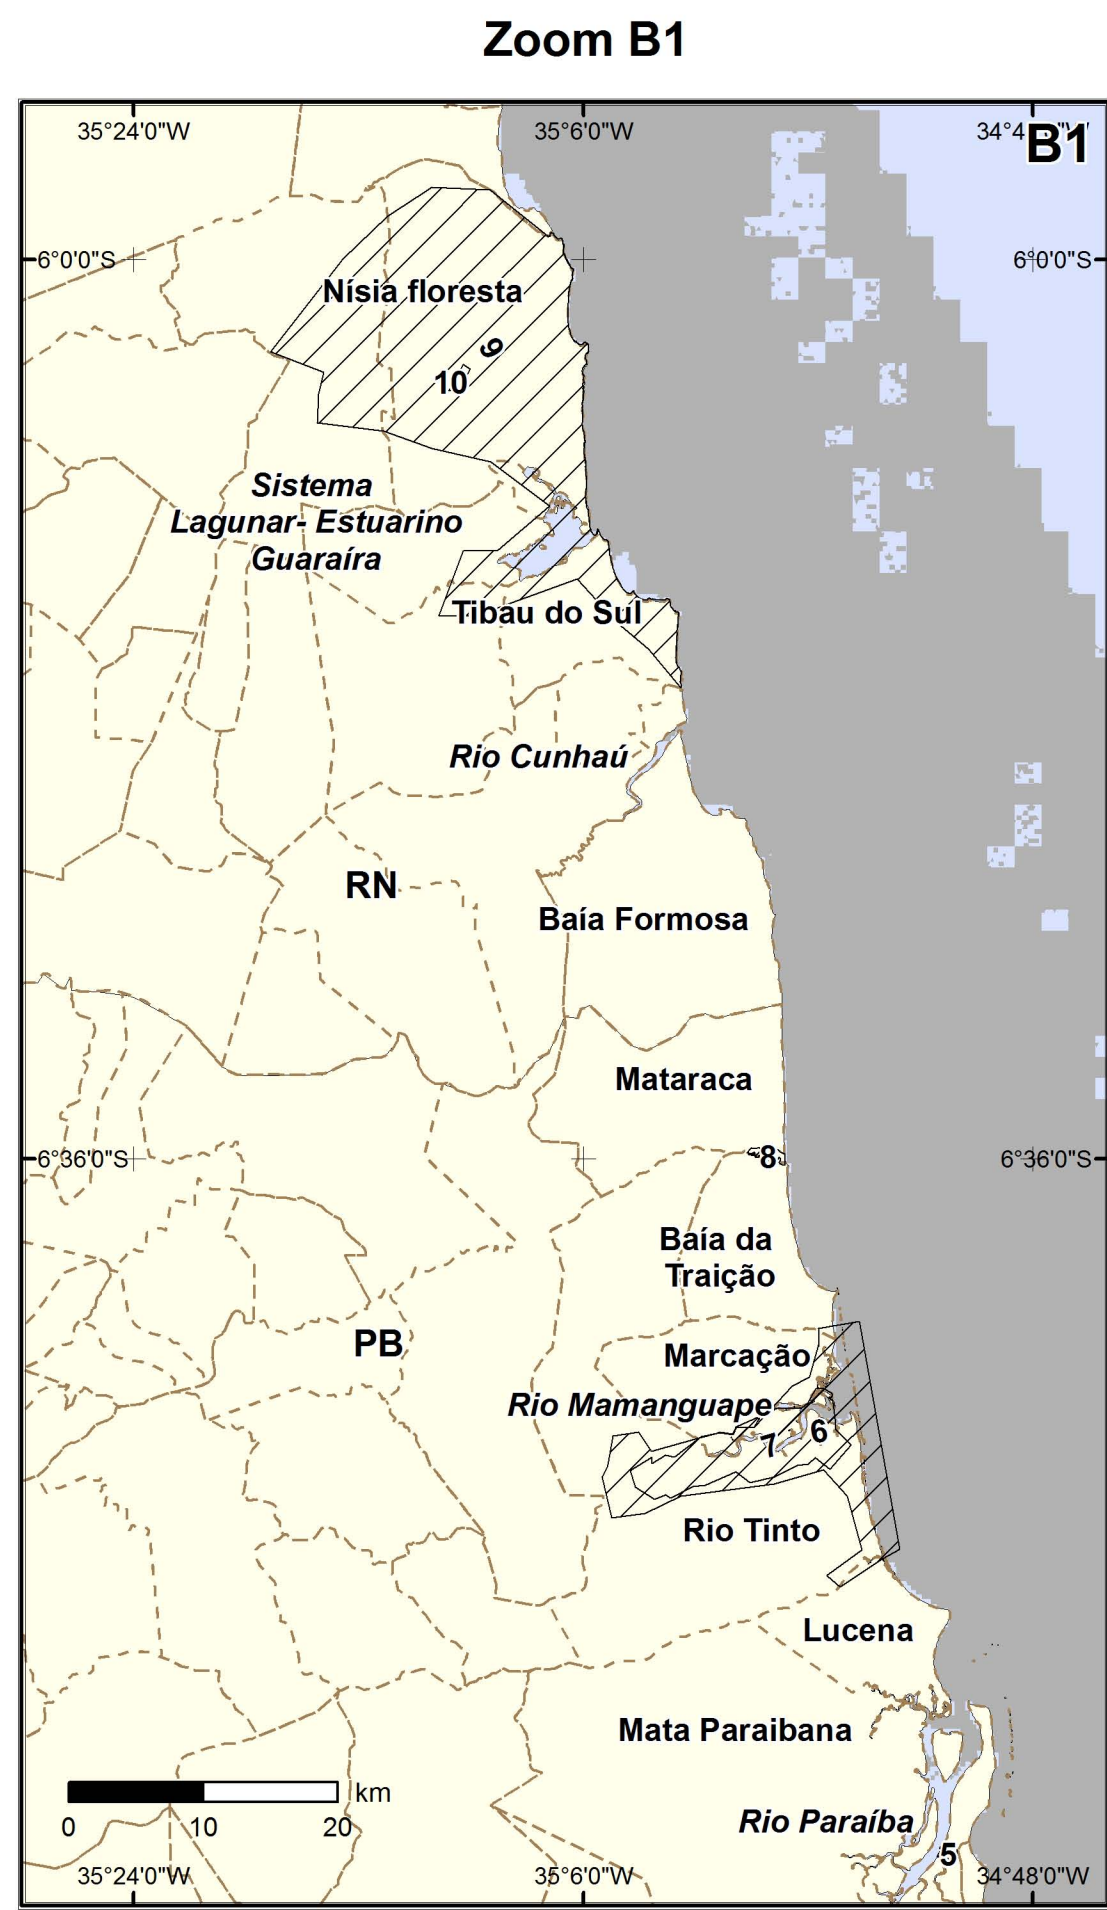 Zoom B1
35°24'0"W
35°6'0"W
34°4
B1
6°0'0"S
6°0'0"S
Nísia floresta
9
10
Sistema
Lagunar- Estuarino
Guaraíra
Tibau do Sul
Rio Cunhaú
RN
Baía Formosa
Mataraca
6°36'0"S
8
6°36'0"S
Baía da
Traição
PB
Marcação
Rio Mamanguape
7
6
Rio Tinto
Lucena
Mata Paraibana
km
0
10
20
Rio Paraíba
5
35°24'0"W
35°6'0"W
34°48'0"W